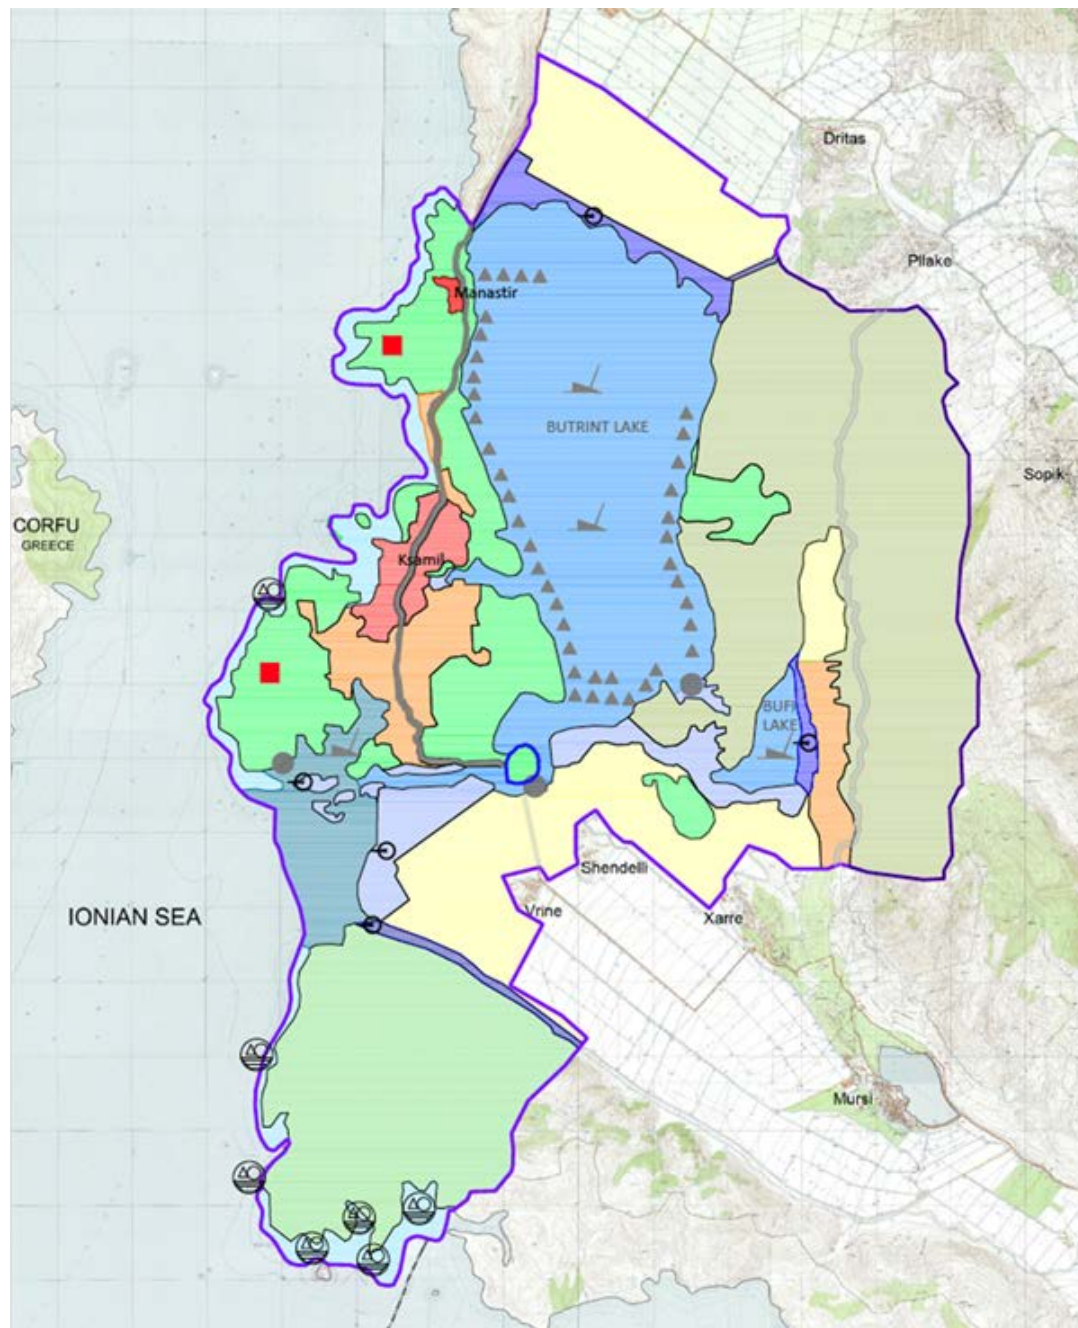 Dritas
Pllake
Manastir
BUTRINT LAKE
Sopik
CORFU
GREECE
Ksamil
BUFI
LAKE
Shendelli
IONIAN SEA
Vrine
Xarre
Mursi